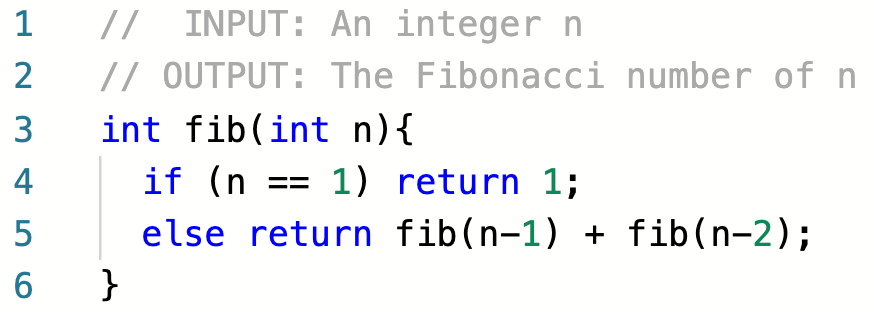 1 //  INPUT: An integer n
2 // OUTPUT: The Fibonacci number of n
3 int fib(int n){
4   if (n == 1) return 1;
5   else return fib(n-1) + fib(n-2);
6 }